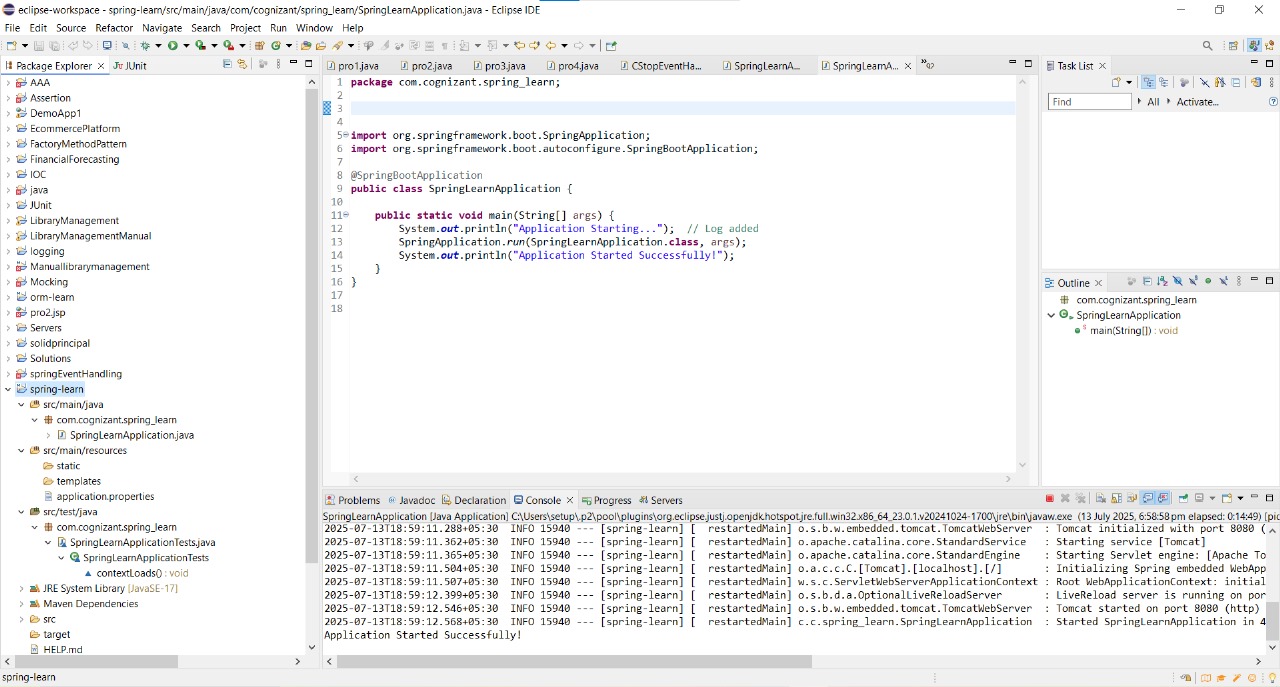 eclipse-workspace - spring-learn/src/main/java/com/cognizant/spring_learn/SpringLearnApplication.java - Eclipse IDE
File Edit Source Refactor Navigate Search Project Run Window Help
Package Explorer
JUnit
AAA
Assertion
DemoApp1
EcommercePlatform
FactoryMethodPattern
FinancialForecasting
IOC
java
JUnit
LibraryManagement
LibraryManagementManual
logging
Manuallibrarymanagement
Mocking
orm-learn
pro2.jsp
Servers
solidprincipal
Solutions
springEventHandling
spring-learn
src/main/java
com.cognizant.spring_learn
SpringLearnApplication.java
src/main/resources
static
templates
application.properties
src/test/java
com.cognizant.spring_learn
SpringLearnApplicationTests.java
SpringLearnApplicationTests
contextLoads() : void
JRE System Library [JavaSE-17]
Maven Dependencies
src
target
HELP.md
pro1.java pro2.java pro3.java pro4.java CStopEventHa... SpringLearnA... SpringLearnA...
1 package com.cognizant.spring_learn;
2
3
4
5 import org.springframework.boot.SpringApplication;
6 import org.springframework.boot.autoconfigure.SpringBootApplication;
7
8 @SpringBootApplication
9 public class SpringLearnApplication {
10
11 public static void main(String[] args) {
12 System.out.println("Application Starting..."); // Log added
13 SpringApplication.run(SpringLearnApplication.class, args);
14 System.out.println("Application Started Successfully!");
15 }
16 }
17
18
Task List
Find All Activate...
Outline
com.cognizant.spring_learn
SpringLearnApplication
main(String[]) : void
Problems Javadoc Declaration Console Progress Servers
SpringLearnApplication [Java Application] C:\Users\setup\.p2\pool\plugins\org.eclipse.justj.openjdk.hotspot.jre.full.win32.x86_64_23.0.1.v20241024-1700\jre\bin\javaw.exe (13 July 2025, 6:58:58 pm elapsed: 0:14:49) [pid
2025-07-13T18:59:11.288+05:30 INFO 15940 --- [spring-learn] [ restartedMain] o.s.b.w.embedded.tomcat.TomcatWebServer : Tomcat initialized with port 8080 (
2025-07-13T18:59:11.362+05:30 INFO 15940 --- [spring-learn] [ restartedMain] o.apache.catalina.core.StandardService : Starting service [Tomcat]
2025-07-13T18:59:11.365+05:30 INFO 15940 --- [spring-learn] [ restartedMain] o.apache.catalina.core.StandardEngine : Starting Servlet engine: [Apache To
2025-07-13T18:59:11.504+05:30 INFO 15940 --- [spring-learn] [ restartedMain] o.a.c.c.C.[Tomcat].[localhost].[/] : Initializing Spring embedded WebApp
2025-07-13T18:59:11.507+05:30 INFO 15940 --- [spring-learn] [ restartedMain] w.s.c.ServletWebServerApplicationContext : Root WebApplicationContext: initial
2025-07-13T18:59:12.399+05:30 INFO 15940 --- [spring-learn] [ restartedMain] o.s.b.d.a.OptionalLiveReloadServer : LiveReload server is running on por
2025-07-13T18:59:12.546+05:30 INFO 15940 --- [spring-learn] [ restartedMain] o.s.b.w.embedded.tomcat.TomcatWebServer : Tomcat started on port 8080 (http)
2025-07-13T18:59:12.568+05:30 INFO 15940 --- [spring-learn] [ restartedMain] c.c.spring_learn.SpringLearnApplication : Started SpringLearnApplication in 4
Application Started Successfully!
spring-learn